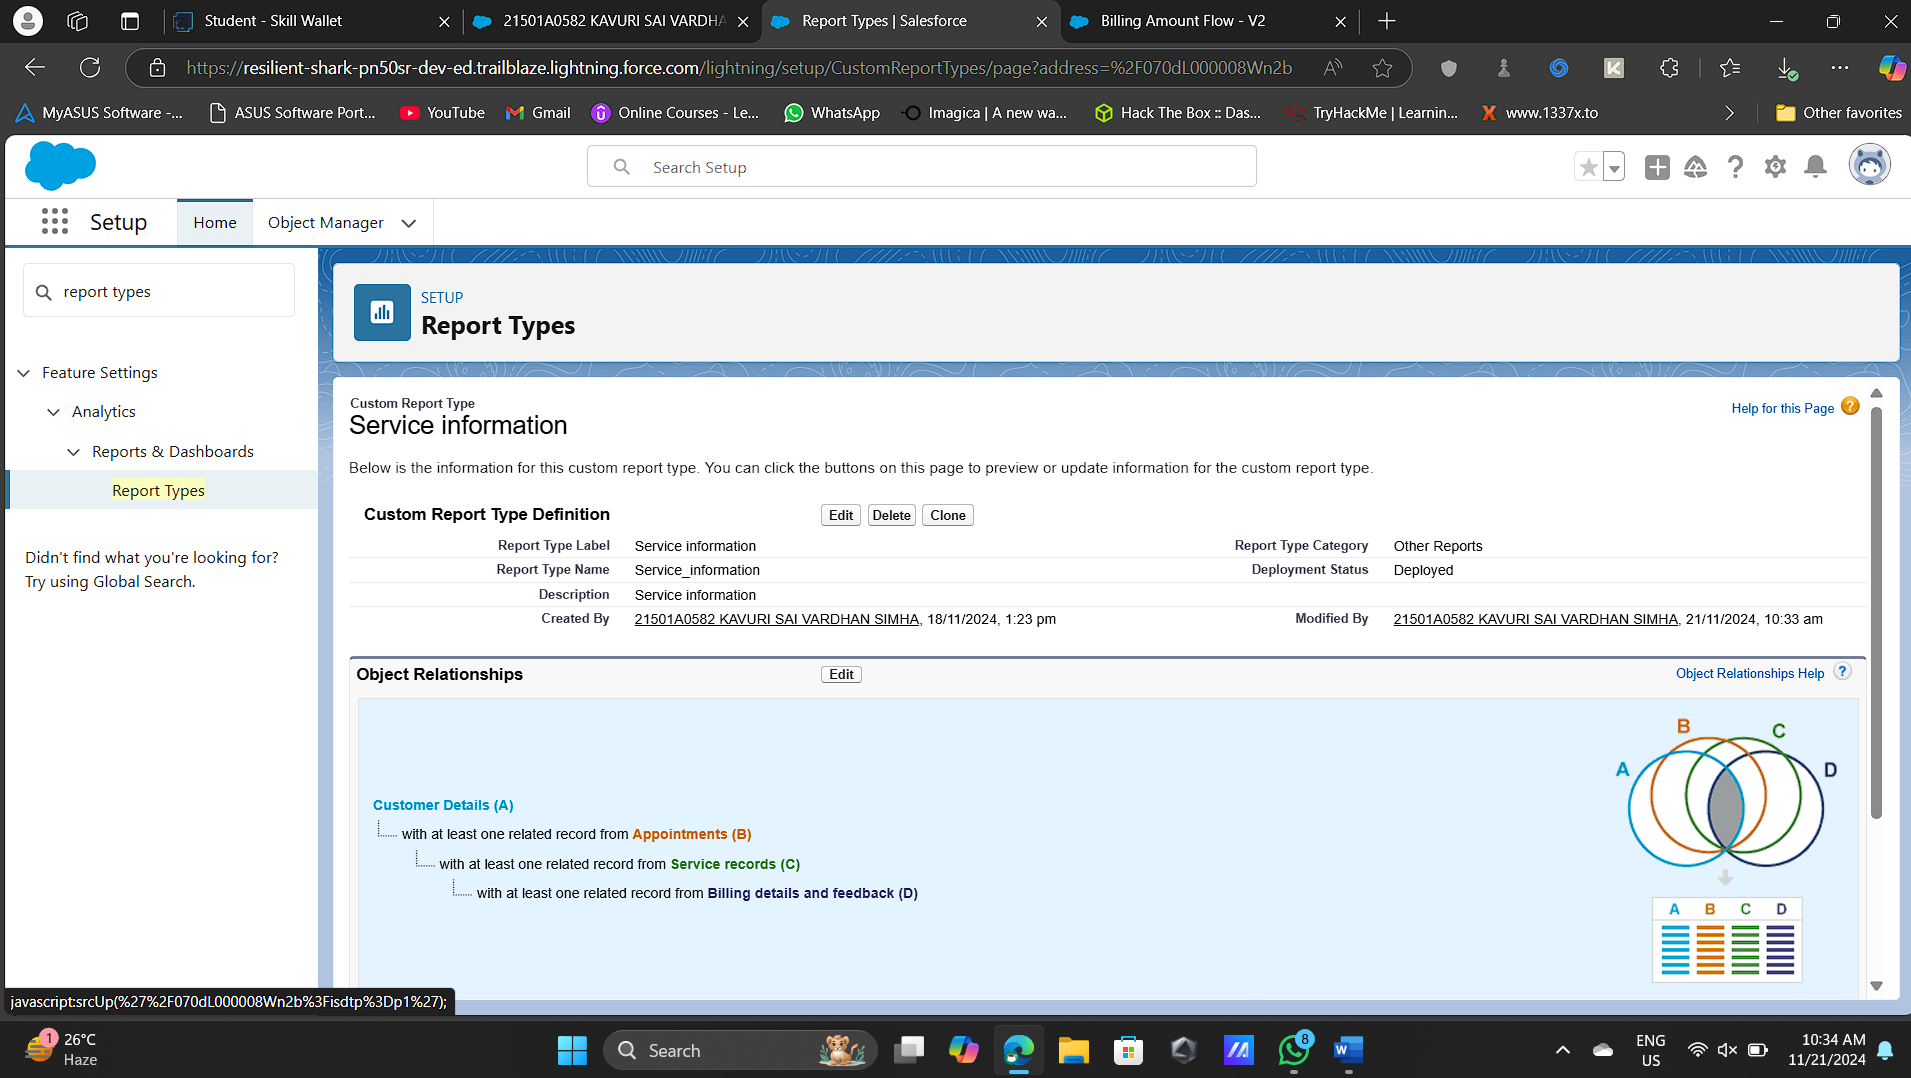 Student - Skill Wallet
21501A0582 KAVURI SAI VARDHA
Report Types | Salesforce
Billing Amount Flow - V2
https://resilient-shark-pn50sr-dev-ed.trailblaze.lightning.force.com/lightning/setup/CustomReportTypes/page?address=%2F070dL000008Wn2b
MyASUS Software -...
ASUS Software Port...
YouTube
Gmail
Online Courses - Le...
WhatsApp
Imagica | A new wa...
Hack The Box :: Das...
TryHackMe | Learnin...
www.1337x.to
Other favorites
Search Setup
Setup
Home
Object Manager
report types
Feature Settings
Analytics
Reports & Dashboards
Report Types
Didn't find what you're looking for?
Try using Global Search.
SETUP
Report Types
Custom Report Type
Service information
Help for this Page
Below is the information for this custom report type. You can click the buttons on this page to preview or update information for the custom report type.
Custom Report Type Definition
Edit
Delete
Clone
Report Type Label Service information
Report Type Category Other Reports
Report Type Name Service_information
Deployment Status Deployed
Description Service information
Created By 21501A0582 KAVURI SAI VARDHAN SIMHA, 18/11/2024, 1:23 pm
Modified By 21501A0582 KAVURI SAI VARDHAN SIMHA, 21/11/2024, 10:33 am
Object Relationships
Edit
Object Relationships Help
Customer Details (A)
with at least one related record from Appointments (B)
with at least one related record from Service records (C)
with at least one related record from Billing details and feedback (D)
B
C
A
D
A B C D
javascript:srcUp(%27%2F070dL000008Wn2b%3Fisdtp%3Dp1%27);
1
26°C
Haze
Search
8
ENG
US
10:34 AM
11/21/2024